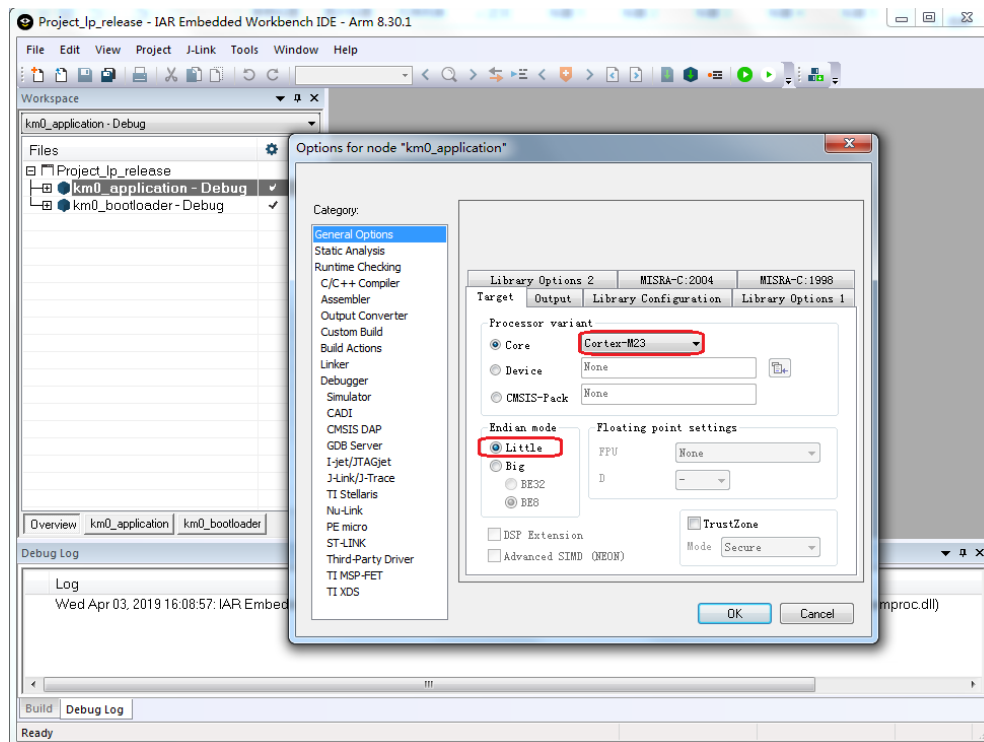 Project_lp_release - IAR Embedded Workbench IDE - Arm 8.30.1
File Edit View Project J-Link Tools Window Help
Workspace
km0_application - Debug
Files
Project_lp_release
km0_application - Debug
km0_bootloader - Debug
Overview km0_application km0_bootloader
Options for node "km0_application"
Category:
General Options
Static Analysis
Runtime Checking
C/C++ Compiler
Assembler
Output Converter
Custom Build
Build Actions
Linker
Debugger
Simulator
CADI
CMSIS DAP
GDB Server
I-jet/JTAGjet
J-Link/J-Trace
TI Stellaris
Nu-Link
PE micro
ST-LINK
Third-Party Driver
TI MSP-FET
TI XDS
Library Options 2 MISRA-C:2004 MISRA-C:1998
Target Output Library Configuration Library Options 1
Processor variant
Core Cortex-M23
Device None
CMSIS-Pack None
Endian mode
Little
Big
BE32
BE8
Floating point settings
FPU None
D -
DSP Extension
Advanced SIMD (NEON)
TrustZone
Mode Secure
OK Cancel
Debug Log
Log
Wed Apr 03, 2019 16:08:57: IAR Embed
mproc.dll)
Build Debug Log
Ready